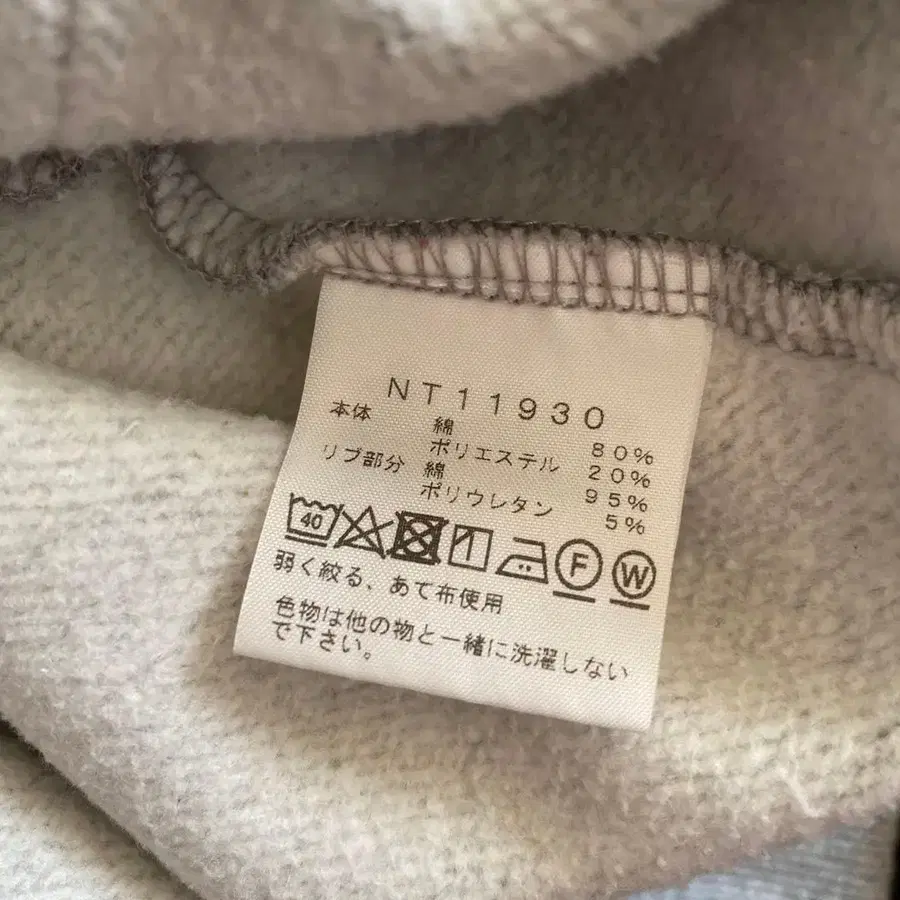 NT11930
本体 綿 80%
ポリエステル 20%
リブ部分 綿 95%
ポリウレタン 5%
40 F W
弱く絞る、あて布使用
色物は他の物と一緒に洗濯しない
で下さい。